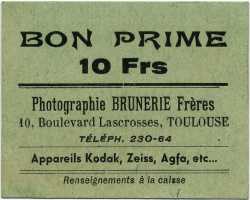 BON PRIME
10 Frs
Photographie BRUNERIE Frères
10, Boulevard Lascrosses, TOULOUSE
TÉLÉPH. 230-64
Appareils Kodak, Zeiss, Agfa, etc...
Renseignements à la caisse